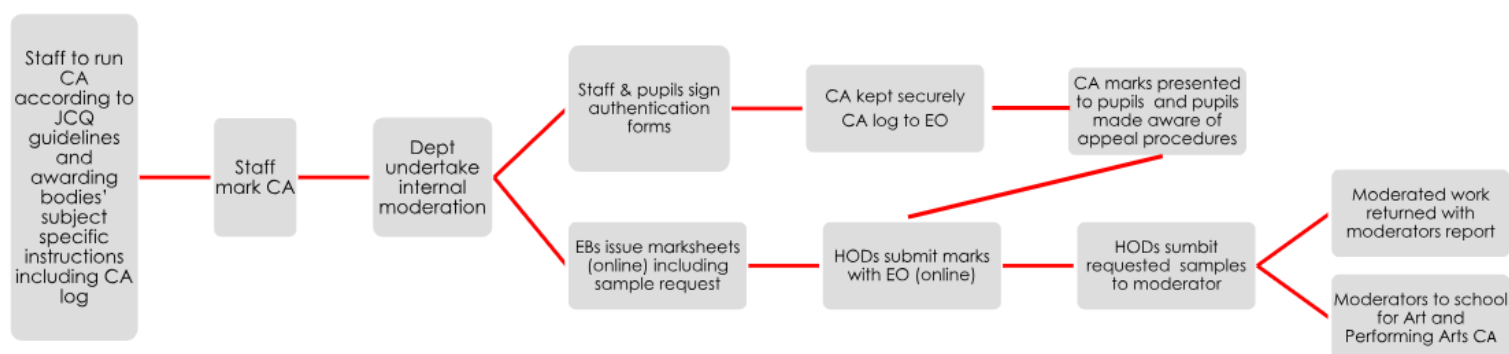 Staff to run
CA
according to
JCQ
guidelines
and
awarding
bodies’
subject
specific
instructions
including CA
log
Staff
mark CA
Dept
undertake
internal
moderation
Staff & pupils sign
authentication
forms
CA kept securely
CA log to EO
CA marks presented
to pupils and pupils
made aware of
appeal procedures
EBs issue marksheets
(online) including
sample request
HODs submit marks
with EO (online)
HODs sumbit
requested samples
to moderator
Moderated work
returned with
moderators report
Moderators to school
for Art and
Performing Arts CA